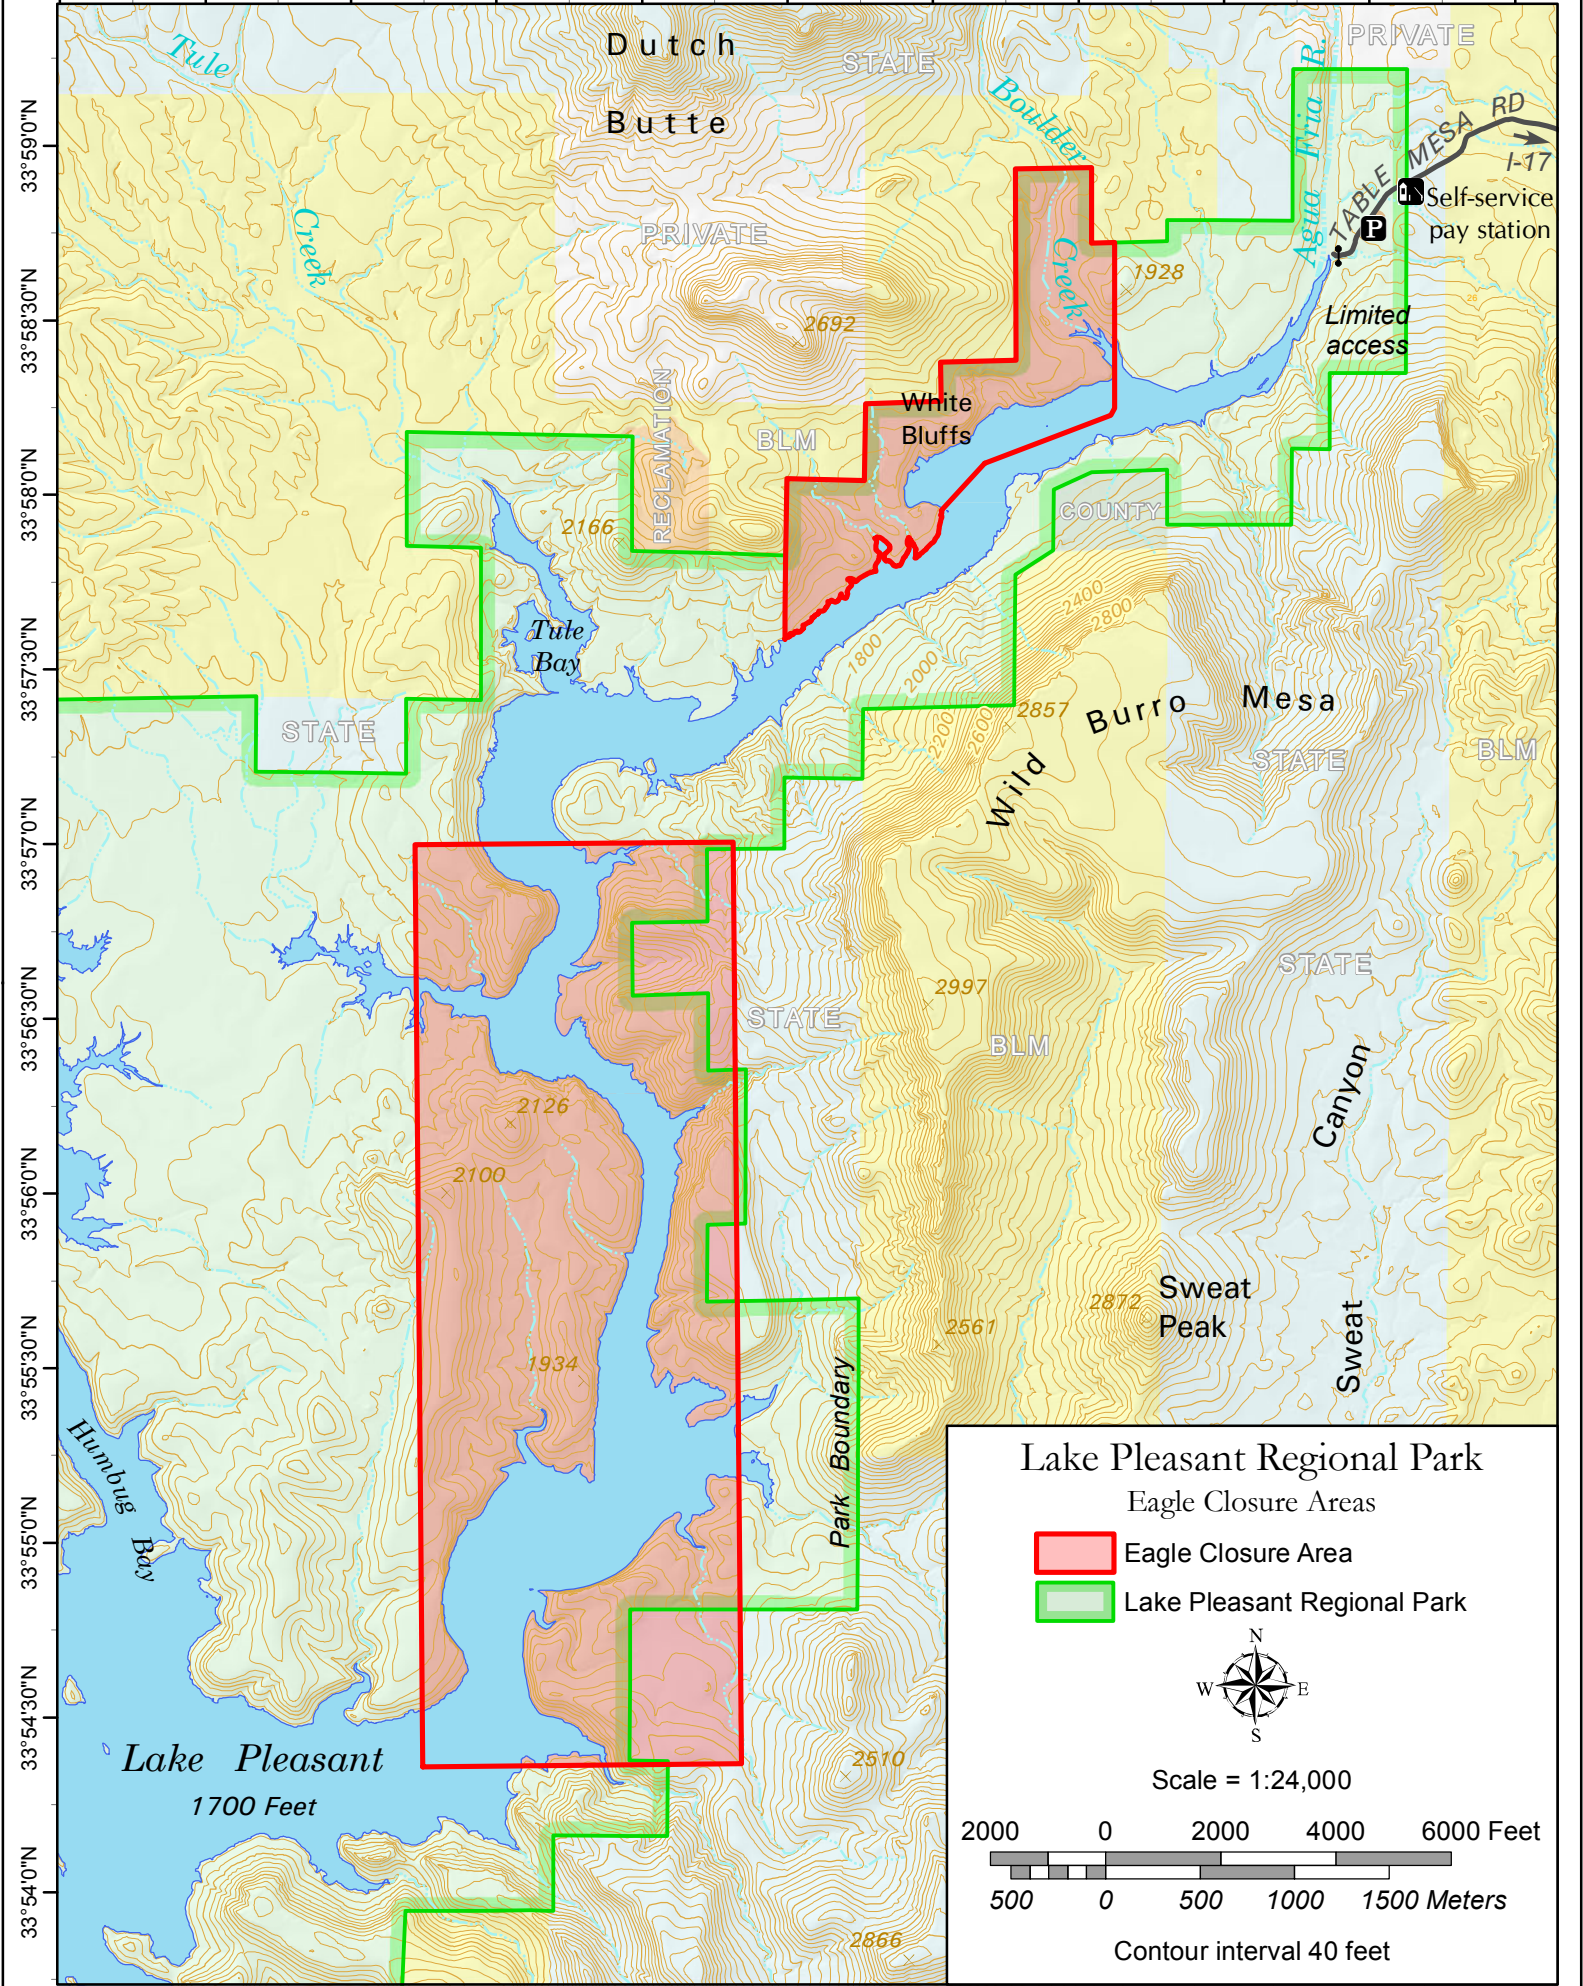 Dutch
Butte
STATE
PRIVATE
Tule
Creek
Boulder
Creek
Agua Fria R.
TABLE MESA RD
I-17
P
Self-service
pay station
Limited
access
1928
PRIVATE
2692
RECLAMATION
BLM
White
Bluffs
COUNTY
2166
Tule
Bay
STATE
1800
2000
2200
2400
2600
2800
2857
26
Wild Burro Mesa
STATE
BLM
STATE
2997
BLM
STATE
2126
2100
1934
2561
2872
Sweat
Peak
Sweat Canyon
Park Boundary
Humbug Bay
Lake Pleasant
1700 Feet
2510
2866
33°59'0"N
33°58'30"N
33°58'0"N
33°57'30"N
33°57'0"N
33°56'30"N
33°56'0"N
33°55'30"N
33°55'0"N
33°54'30"N
33°54'0"N
Lake Pleasant Regional Park
Eagle Closure Areas
Eagle Closure Area
Lake Pleasant Regional Park
N
W E
S
Scale = 1:24,000
2000 0 2000 4000 6000 Feet
500 0 500 1000 1500 Meters
Contour interval 40 feet